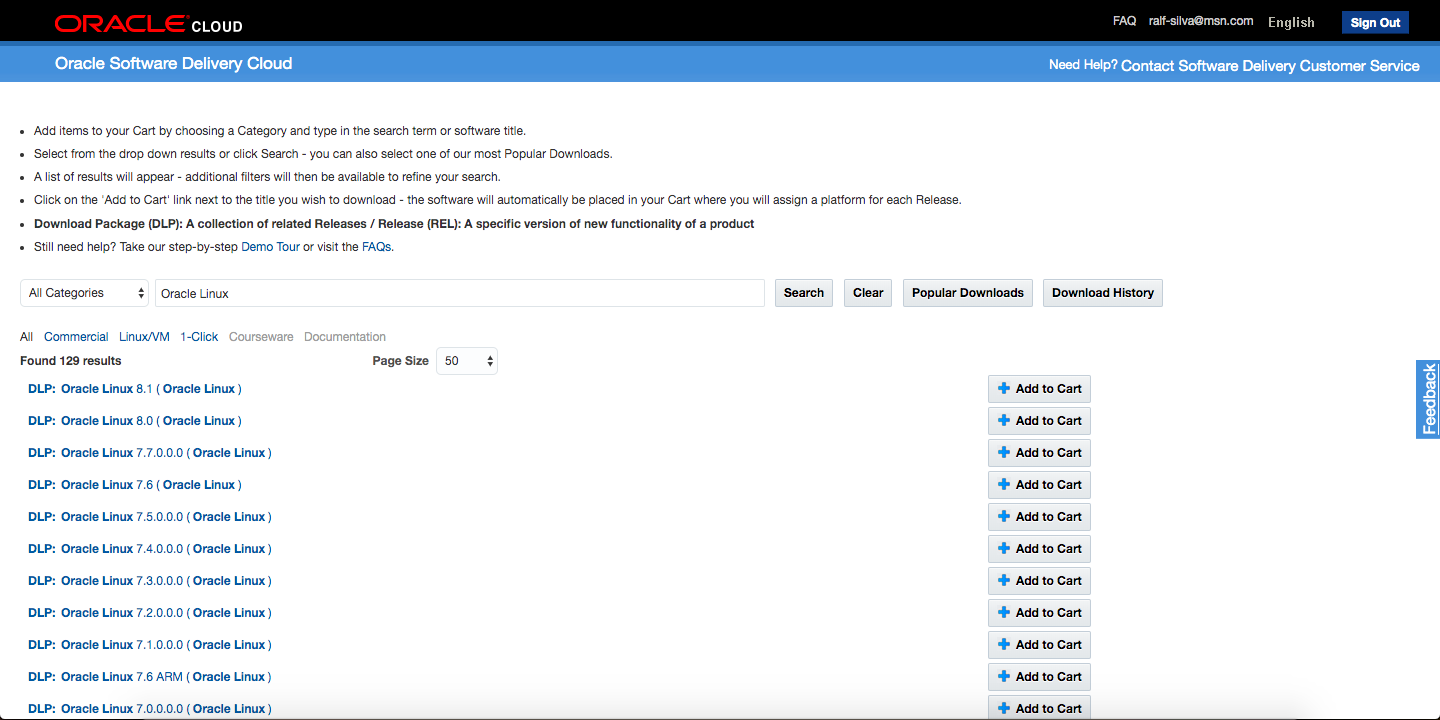 ORACLE CLOUD
FAQ ralf-silva@msn.com English Sign Out
Oracle Software Delivery Cloud
Need Help? Contact Software Delivery Customer Service
• Add items to your Cart by choosing a Category and type in the search term or software title.
• Select from the drop down results or click Search - you can also select one of our most Popular Downloads.
• A list of results will appear - additional filters will then be available to refine your search.
• Click on the 'Add to Cart' link next to the title you wish to download - the software will automatically be placed in your Cart where you will assign a platform for each Release.
• Download Package (DLP): A collection of related Releases / Release (REL): A specific version of new functionality of a product
• Still need help? Take our step-by-step Demo Tour or visit the FAQs.
All Categories Oracle Linux Search Clear Popular Downloads Download History
All Commercial Linux/VM 1-Click Courseware Documentation
Found 129 results Page Size 50
DLP: Oracle Linux 8.1 ( Oracle Linux ) Add to Cart
DLP: Oracle Linux 8.0 ( Oracle Linux ) Add to Cart
DLP: Oracle Linux 7.7.0.0.0 ( Oracle Linux ) Add to Cart
DLP: Oracle Linux 7.6 ( Oracle Linux ) Add to Cart
DLP: Oracle Linux 7.5.0.0.0 ( Oracle Linux ) Add to Cart
DLP: Oracle Linux 7.4.0.0.0 ( Oracle Linux ) Add to Cart
DLP: Oracle Linux 7.3.0.0.0 ( Oracle Linux ) Add to Cart
DLP: Oracle Linux 7.2.0.0.0 ( Oracle Linux ) Add to Cart
DLP: Oracle Linux 7.1.0.0.0 ( Oracle Linux ) Add to Cart
DLP: Oracle Linux 7.6 ARM ( Oracle Linux ) Add to Cart
DLP: Oracle Linux 7.0.0.0.0 ( Oracle Linux ) Add to Cart
Feedback